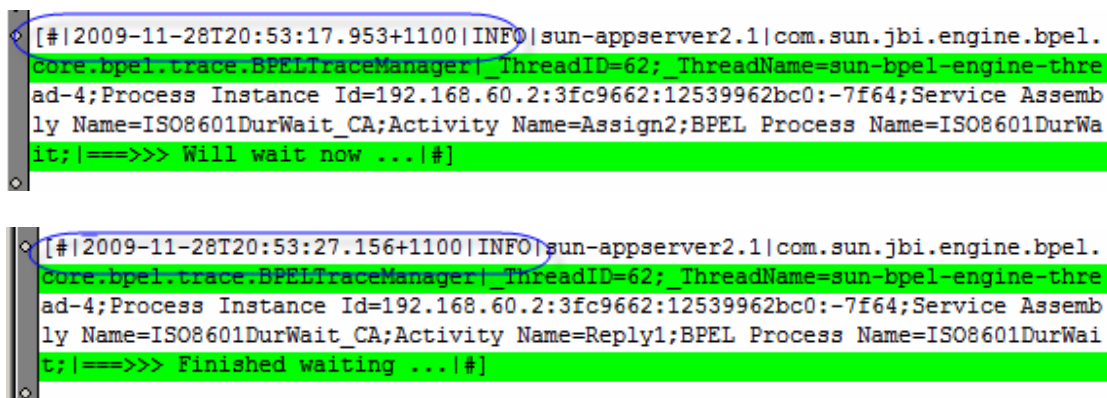 [#|2009-11-28T20:53:17.953+1100|INFO|sun-appserver2.1|com.sun.jbi.engine.bpel.
core.bpel.trace.BPELTraceManager|_ThreadID=62;_ThreadName=sun-bpel-engine-thre
ad-4;Process Instance Id=192.168.60.2:3fc9662:12539962bc0:-7f64;Service Assemb
ly Name=ISO8601DurWait_CA;Activity Name=Assign2;BPEL Process Name=ISO8601DurWa
it;|===>>> Will wait now ...|#]
[#|2009-11-28T20:53:27.156+1100|INFO|sun-appserver2.1|com.sun.jbi.engine.bpel.
core.bpel.trace.BPELTraceManager|_ThreadID=62;_ThreadName=sun-bpel-engine-thre
ad-4;Process Instance Id=192.168.60.2:3fc9662:12539962bc0:-7f64;Service Assemb
ly Name=ISO8601DurWait_CA;Activity Name=Reply1;BPEL Process Name=ISO8601DurWai
t;|===>>> Finished waiting ...|#]